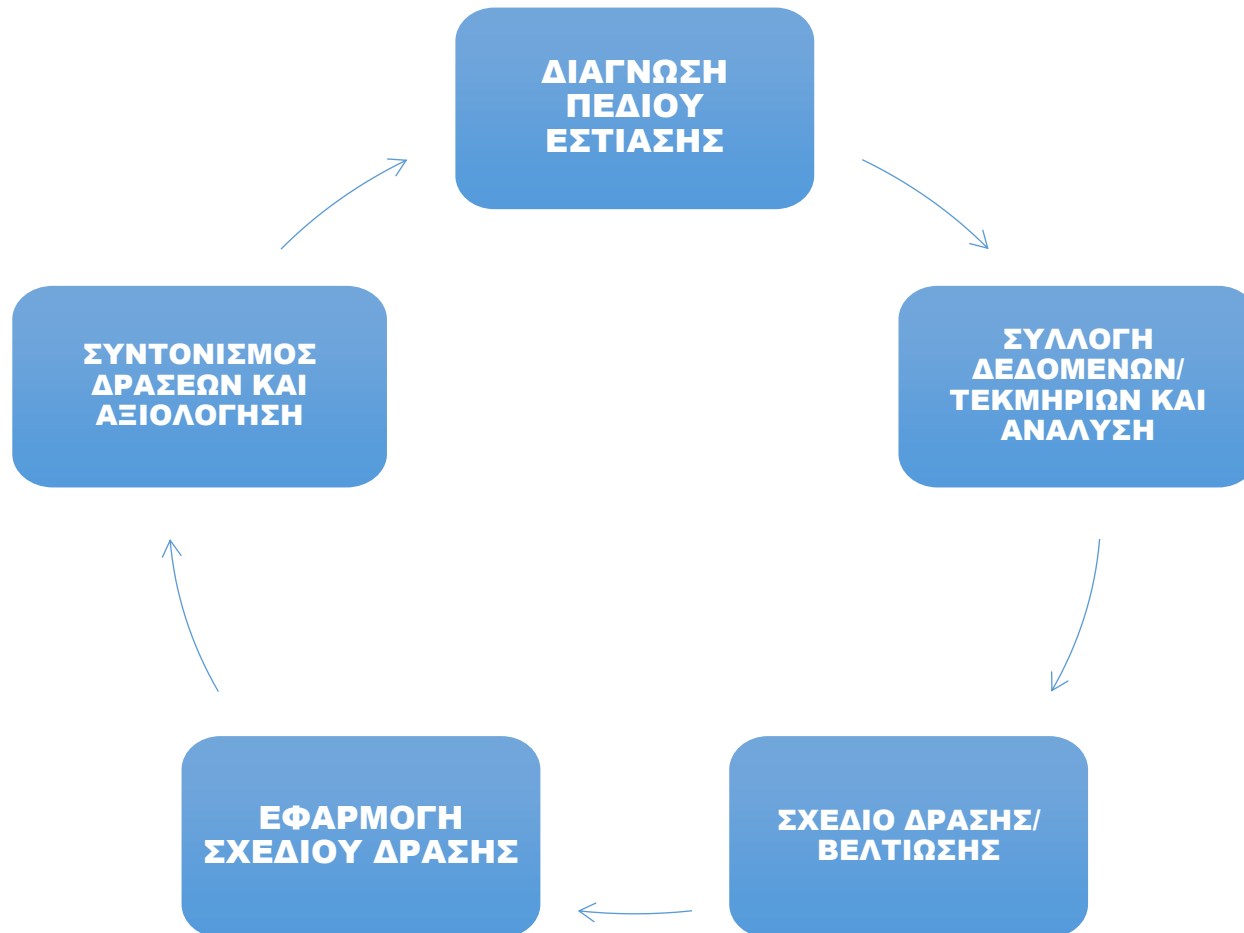 ΔΙΑΓΝΩΣΗ
ΠΕΔΙΟΥ
ΕΣΤΙΑΣΗΣ
ΣΥΛΛΟΓΗ
ΔΕΔΟΜΕΝΩΝ/
ΤΕΚΜΗΡΙΩΝ ΚΑΙ
ΑΝΑΛΥΣΗ
ΣΧΕΔΙΟ ΔΡΑΣΗΣ/
ΒΕΛΤΙΩΣΗΣ
ΕΦΑΡΜΟΓΗ
ΣΧΕΔΙΟΥ ΔΡΑΣΗΣ
ΣΥΝΤΟΝΙΣΜΟΣ
ΔΡΑΣΕΩΝ ΚΑΙ
ΑΞΙΟΛΟΓΗΣΗ